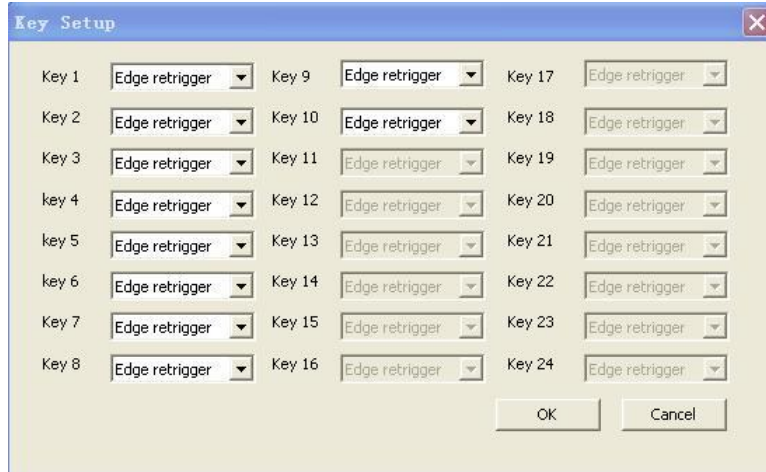 Key Setup
Key 1 Edge retrigger Key 9 Edge retrigger Key 17 Edge retrigger
Key 2 Edge retrigger Key 10 Edge retrigger Key 18 Edge retrigger
Key 3 Edge retrigger Key 11 Edge retrigger Key 19 Edge retrigger
key 4 Edge retrigger Key 12 Edge retrigger Key 20 Edge retrigger
key 5 Edge retrigger Key 13 Edge retrigger Key 21 Edge retrigger
key 6 Edge retrigger Key 14 Edge retrigger Key 22 Edge retrigger
Key 7 Edge retrigger Key 15 Edge retrigger Key 23 Edge retrigger
Key 8 Edge retrigger Key 16 Edge retrigger Key 24 Edge retrigger
OK Cancel